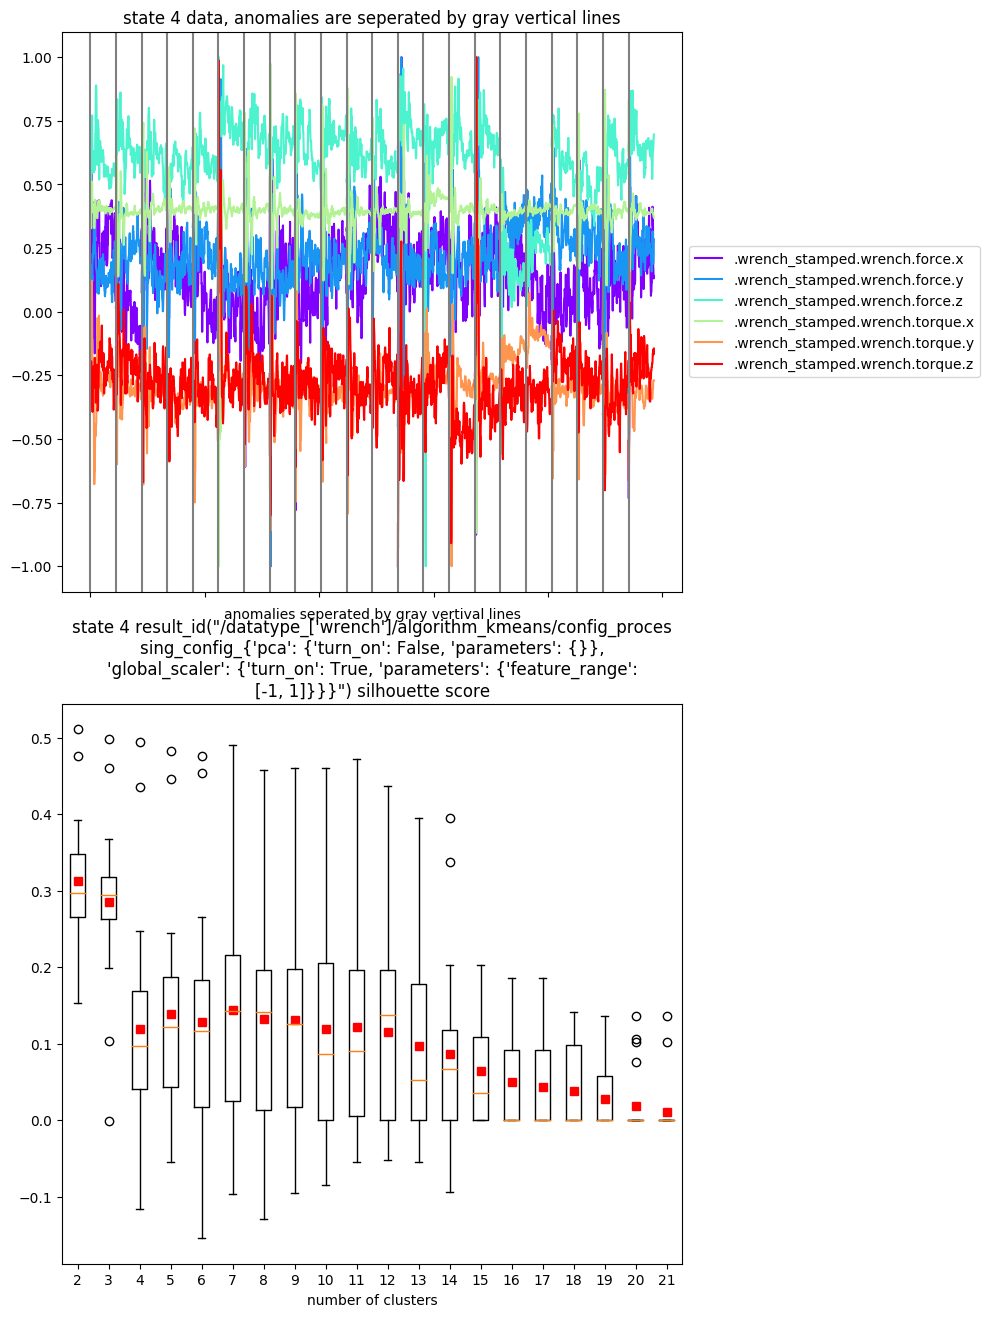 state 4 data, anomalies are seperated by gray vertical lines
1.00
0.75
0.50
0.25
0.00
−0.25
−0.50
−0.75
−1.00
.wrench_stamped.wrench.force.x
.wrench_stamped.wrench.force.y
.wrench_stamped.wrench.force.z
.wrench_stamped.wrench.torque.x
.wrench_stamped.wrench.torque.y
.wrench_stamped.wrench.torque.z
anomalies seperated by gray vertival lines
state 4 result_id("/datatype_['wrench']/algorithm_kmeans/config_proces
sing_config_{'pca': {'turn_on': False, 'parameters': {}},
'global_scaler': {'turn_on': True, 'parameters': {'feature_range':
[-1, 1]}}}") silhouette score
0.5
0.4
0.3
0.2
0.1
0.0
−0.1
2 3 4 5 6 7 8 9 10 11 12 13 14 15 16 17 18 19 20 21
number of clusters